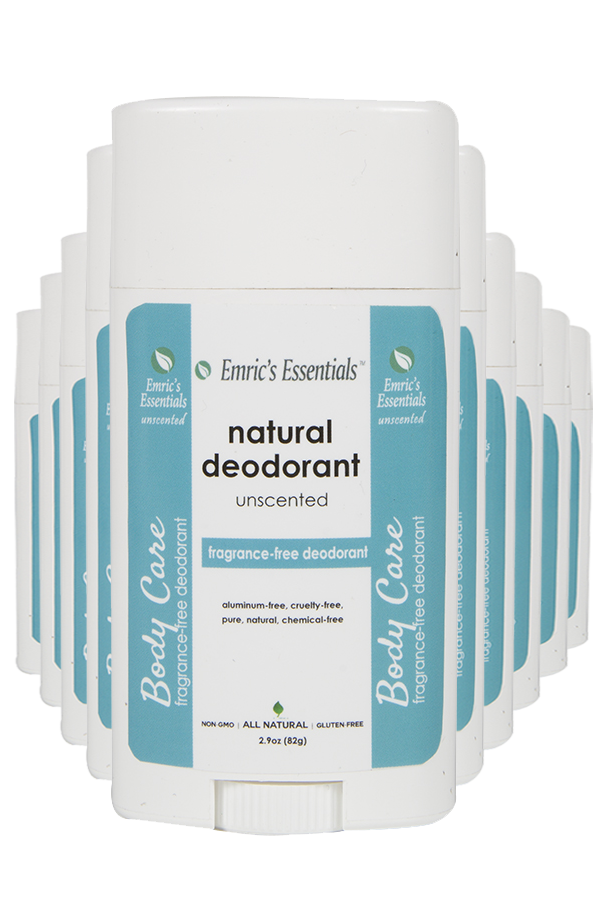 Emric's Essentials™
natural
deodorant
unscented
fragrance-free deodorant
aluminum-free, cruelty-free,
pure, natural, chemical-free
NON-GMO | ALL NATURAL | GLUTEN-FREE
2.9oz (82g)
Emric's
Essentials
unscented
Body Care
fragrance-free deodorant
Emric's
Essentials
unscented
Body Care
fragrance-free deodorant